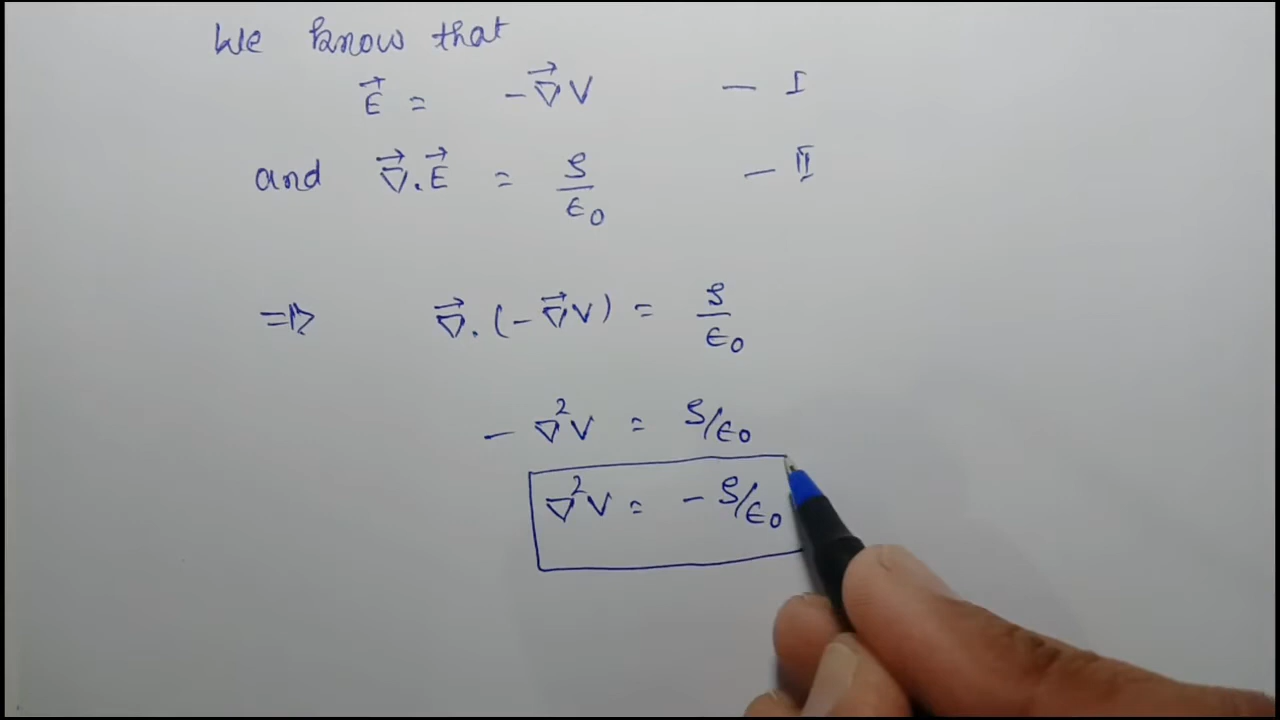 We know that
E⃗ = - ∇⃗V — I
and ∇⃗.E⃗ = ρ/ε₀ — II
⇒ ∇⃗.(-∇⃗V) = ρ/ε₀
- ∇²V = ρ/ε₀
∇²V = - ρ/ε₀